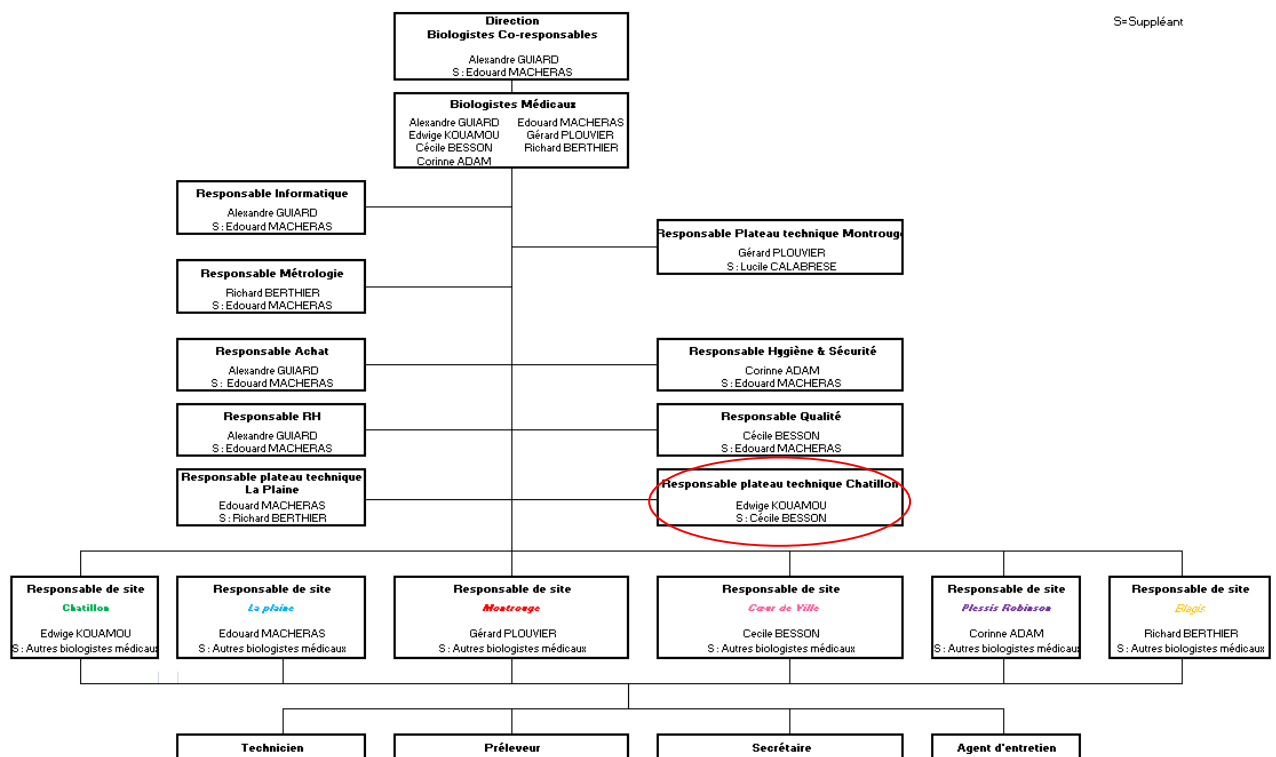 Direction
Biologistes Co-responsables
Alexandre GUIARD
S : Edouard MACHERAS
S=Suppléant
Biologistes Médicaux
Alexandre GUIARD Edouard MACHERAS
Edwige KOUAMOU Gérard PLOUVIER
Cécile BESSON Richard BERTHIER
Corinne ADAM
Responsable Informatique
Alexandre GUIARD
S : Edouard MACHERAS
Responsable Plateau technique Montroug
Gérard PLOUVIER
S : Lucile CALABRESE
Responsable Métrologie
Richard BERTHIER
S : Edouard MACHERAS
Responsable Achat
Alexandre GUIARD
S : Edouard MACHERAS
Responsable Hygiène & Sécurité
Corinne ADAM
S : Edouard MACHERAS
Responsable RH
Alexandre GUIARD
S : Edouard MACHERAS
Responsable Qualité
Cécile BESSON
S : Edouard MACHERAS
Responsable plateau technique
La Plaine
Edouard MACHERAS
S : Richard BERTHIER
Responsable plateau technique Chatillon
Edwige KOUAMOU
S : Cécile BESSON
Responsable de site
Chatillon
Edwige KOUAMOU
S : Autres biologistes médicaux
Responsable de site
La plaine
Edouard MACHERAS
S : Autres biologistes médicaux
Responsable de site
Montrouge
Gérard PLOUVIER
S : Autres biologistes médicaux
Responsable de site
Cœur de Ville
Cecile BESSON
S : Autres biologistes médicaux
Responsable de site
Plessis Robinson
Corinne ADAM
S : Autres biologistes médicaux
Responsable de site
Blagis
Richard BERTHIER
S : Autres biologistes médicaux
Technicien
Préleveur
Secrétaire
Agent d'entretien